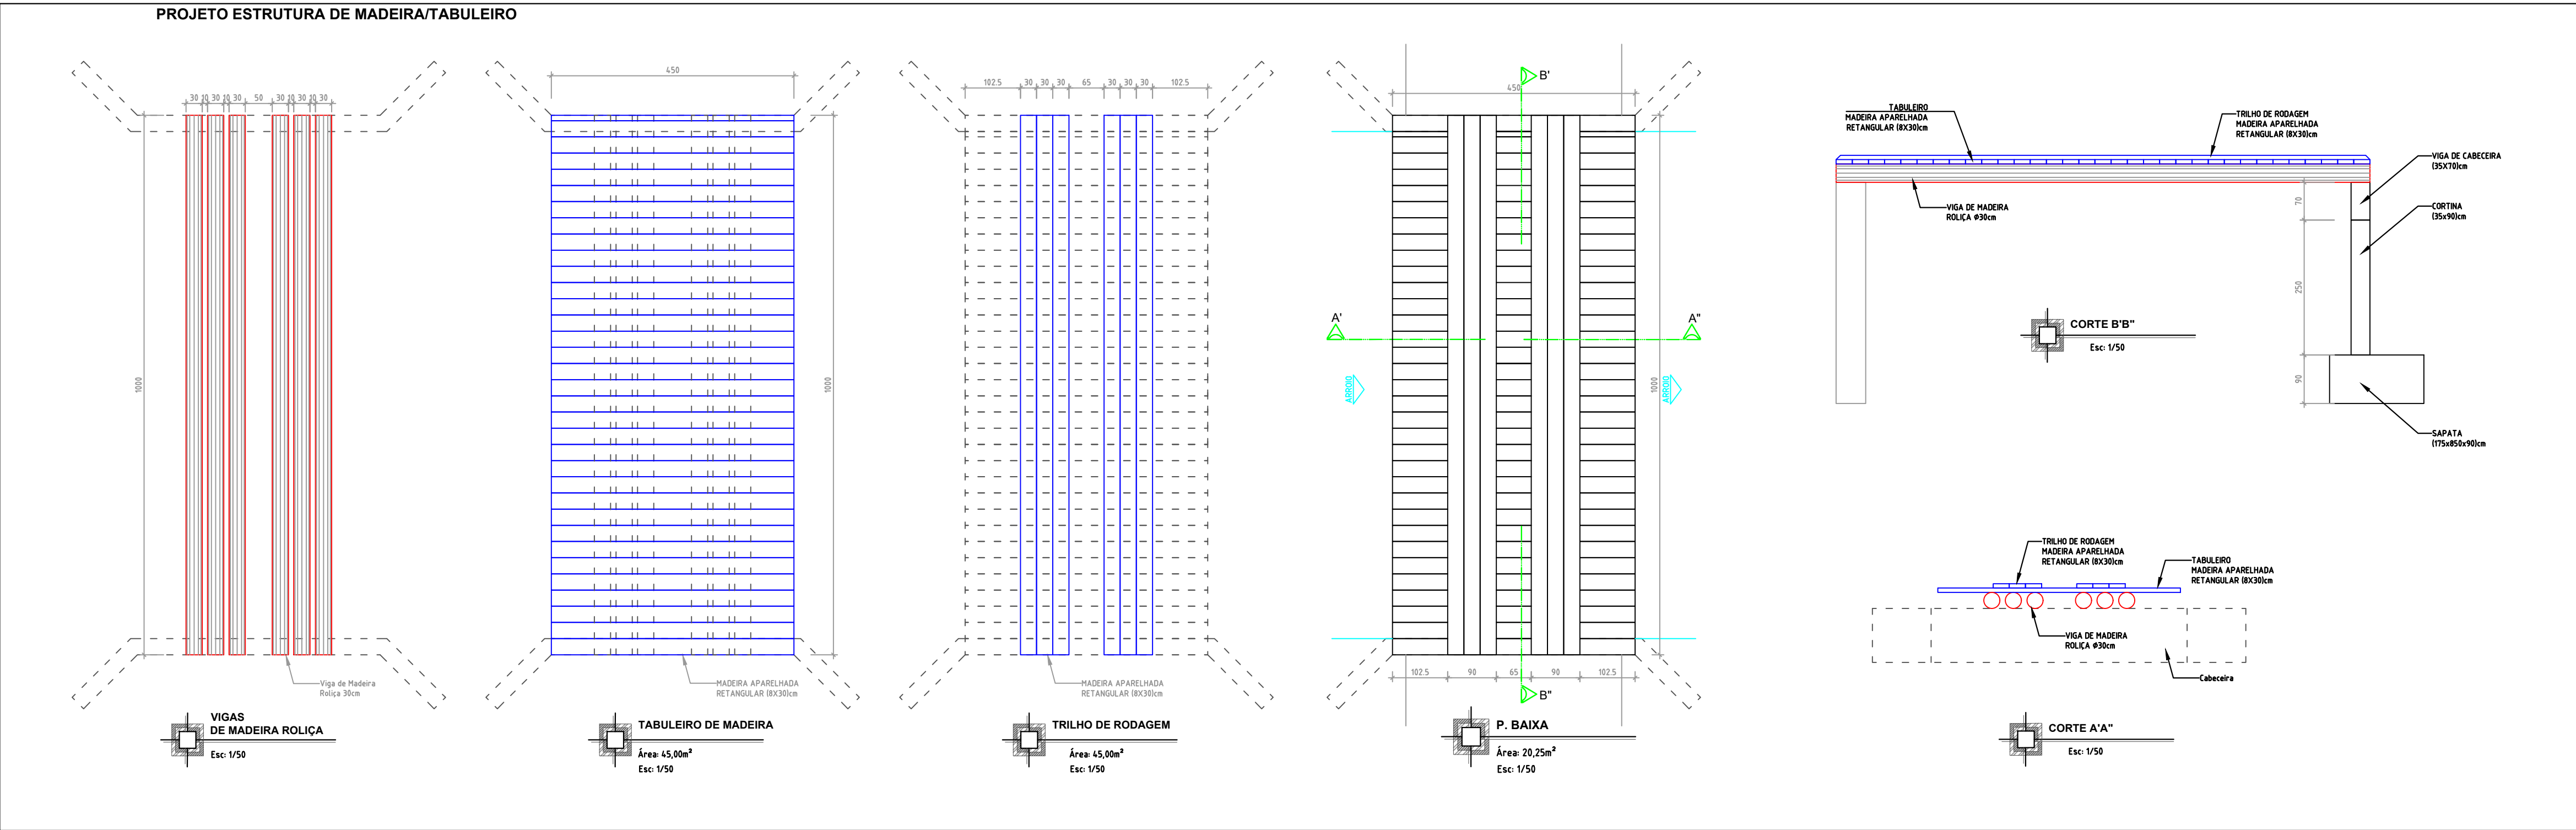 PROJETO ESTRUTURA DE MADEIRA/TABULEIRO
30 10 30 10 30 50 30 10 30 10 30
1000
Viga de Madeira
Roliça 30cm
VIGAS
DE MADEIRA ROLIÇA
Esc: 1/50
450
1000
MADEIRA APARELHADA
RETANGULAR (8X30)cm
TABULEIRO DE MADEIRA
Área: 45,00m²
Esc: 1/50
102.5 30 30 30 65 30 30 30 102.5
MADEIRA APARELHADA
RETANGULAR (8X30)cm
TRILHO DE RODAGEM
Área: 45,00m²
Esc: 1/50
B'
450
A'
A"
ARROIO
ARROIO
1000
102.5 90 65 90 102.5
B"
P. BAIXA
Área: 20,25m²
Esc: 1/50
TABULEIRO
MADEIRA APARELHADA
RETANGULAR (8X30)cm
TRILHO DE RODAGEM
MADEIRA APARELHADA
RETANGULAR (8X30)cm
VIGA DE CABECEIRA
(35X70)cm
VIGA DE MADEIRA
ROLIÇA Ø30cm
CORTINA
(35x90)cm
70
250
90
CORTE B'B"
Esc: 1/50
SAPATA
(175x850x90)cm
TRILHO DE RODAGEM
MADEIRA APARELHADA
RETANGULAR (8X30)cm
TABULEIRO
MADEIRA APARELHADA
RETANGULAR (8X30)cm
VIGA DE MADEIRA
ROLIÇA Ø30cm
Cabeceira
CORTE A'A"
Esc: 1/50